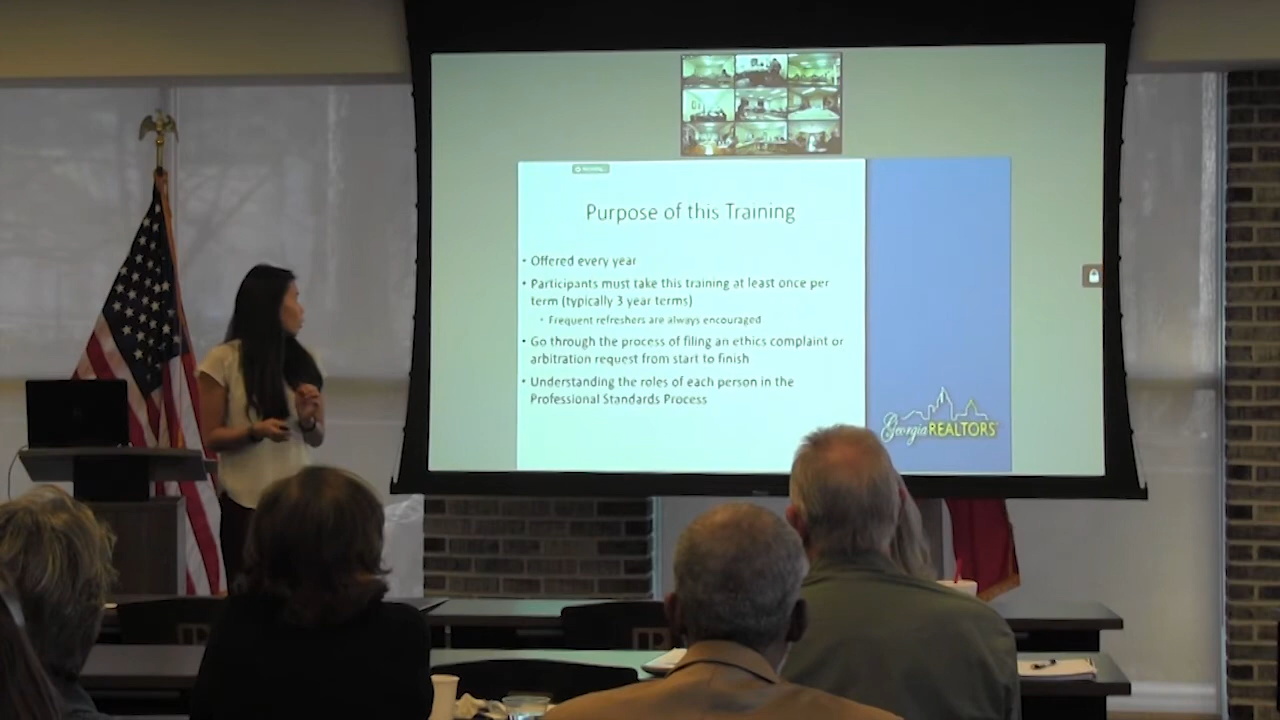 Purpose of this Training
• Offered every year
• Participants must take this training at least once per
term (typically 3 year terms)
• Frequent refreshers are always encouraged
• Go through the process of filing an ethics complaint or
arbitration request from start to finish
• Understanding the roles of each person in the
Professional Standards Process
Georgia REALTORS®